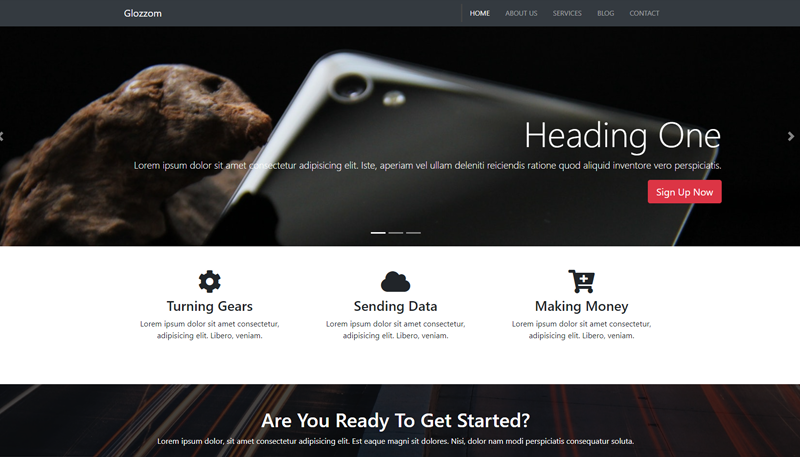 Glozzom
HOME ABOUT US SERVICES BLOG CONTACT
Heading One
Lorem ipsum dolor sit amet consectetur adipisicing elit. Iste, aperiam vel ullam deleniti reiciendis ratione quod aliquid inventore vero perspiciatis.
Sign Up Now
Turning Gears
Lorem ipsum dolor sit amet consectetur,
adipisicing elit. Libero, veniam.
Sending Data
Lorem ipsum dolor sit amet consectetur,
adipisicing elit. Libero, veniam.
Making Money
Lorem ipsum dolor sit amet consectetur,
adipisicing elit. Libero, veniam.
Are You Ready To Get Started?
Lorem ipsum dolor, sit amet consectetur adipisicing elit. Est eaque magni sit dolores. Nisi, dolor nam modi perspiciatis consequatur soluta.